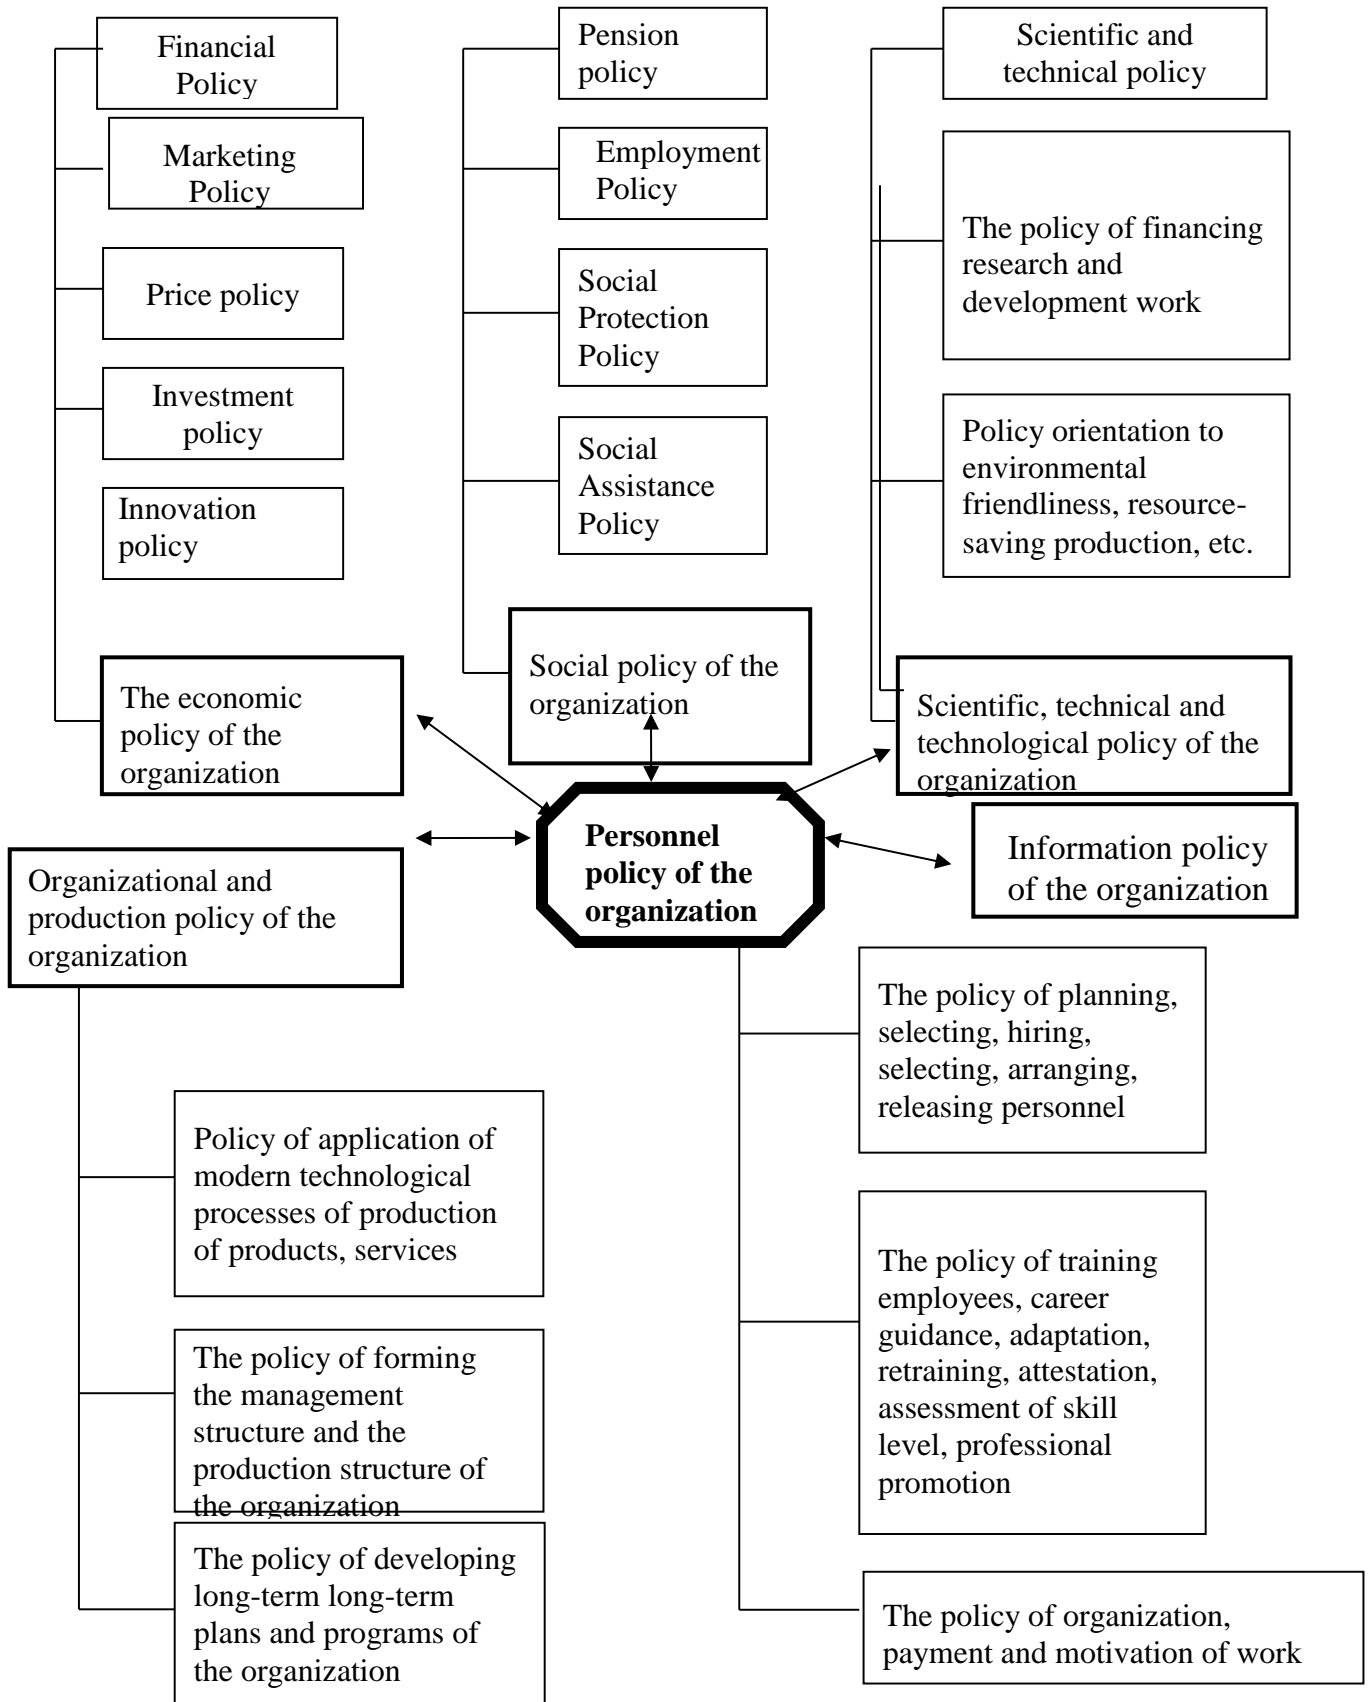 Financial
Policy
Marketing
Policy
Price policy
Investment
policy
Innovation
policy
The economic
policy of the
organization
Pension
policy
Employment
Policy
Social
Protection
Policy
Social
Assistance
Policy
Social policy of the
organization
Scientific and
technical policy
The policy of financing
research and
development work
Policy orientation to
environmental
friendliness, resource-
saving production, etc.
Scientific, technical and
technological policy of the
organization
Personnel
policy of the
organization
Information policy
of the organization
Organizational and
production policy of the
organization
Policy of application of
modern technological
processes of production
of products, services
The policy of forming
the management
structure and the
production structure of
the organization
The policy of developing
long-term long-term
plans and programs of
the organization
The policy of planning,
selecting, hiring,
selecting, arranging,
releasing personnel
The policy of training
employees, career
guidance, adaptation,
retraining, attestation,
assessment of skill
level, professional
promotion
The policy of organization,
payment and motivation of work